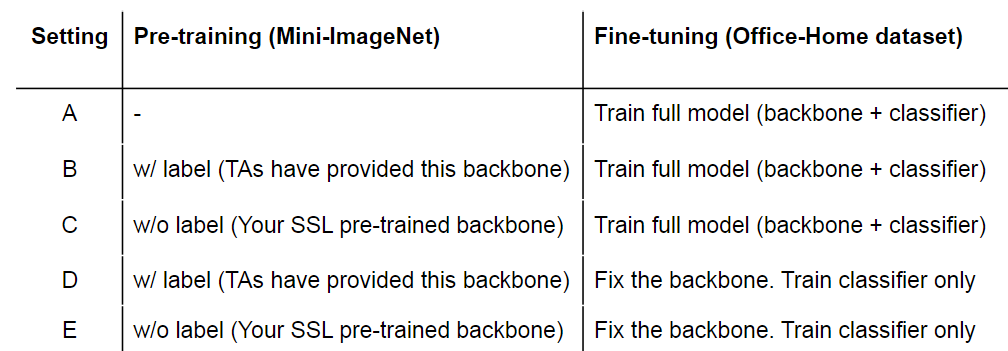 Setting Pre-training (Mini-ImageNet) Fine-tuning (Office-Home dataset)
A - Train full model (backbone + classifier)
B w/ label (TAs have provided this backbone) Train full model (backbone + classifier)
C w/o label (Your SSL pre-trained backbone) Train full model (backbone + classifier)
D w/ label (TAs have provided this backbone) Fix the backbone. Train classifier only
E w/o label (Your SSL pre-trained backbone) Fix the backbone. Train classifier only